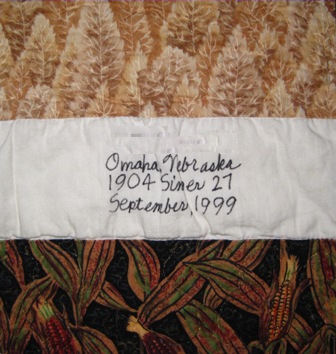 Omaha, Nebraska
1904 Siner 27
September, 1999